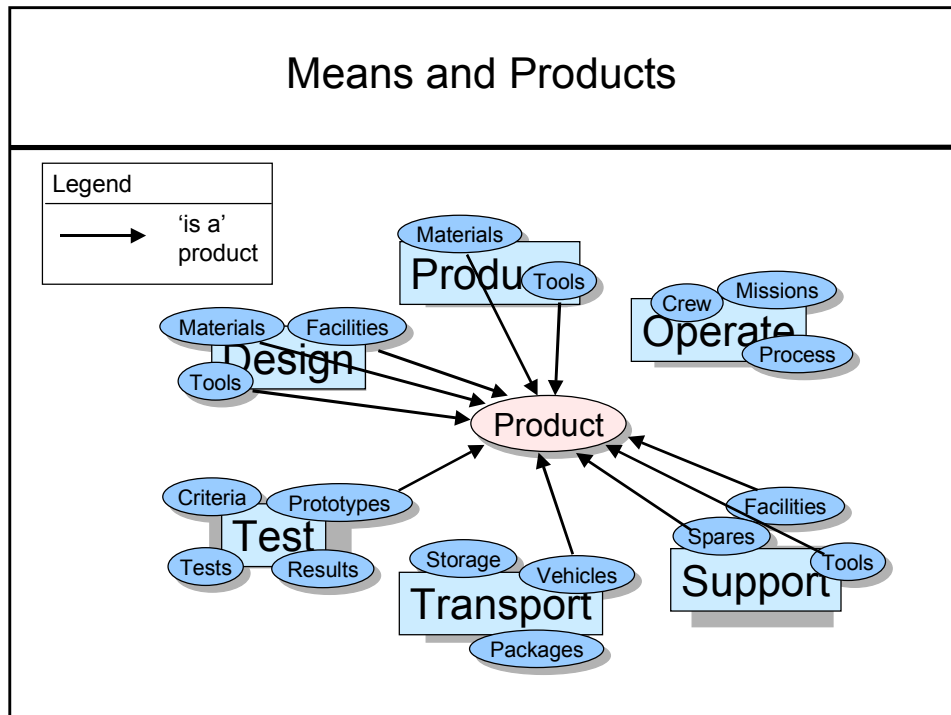 Means and Products
Legend
‘is a’
product
Materials
Produ
Tools
Crew
Missions
Operate
Process
Materials
Facilities
Design
Tools
Product
Criteria
Prototypes
Test
Tests
Results
Storage
Vehicles
Transport
Packages
Facilities
Spares
Tools
Support